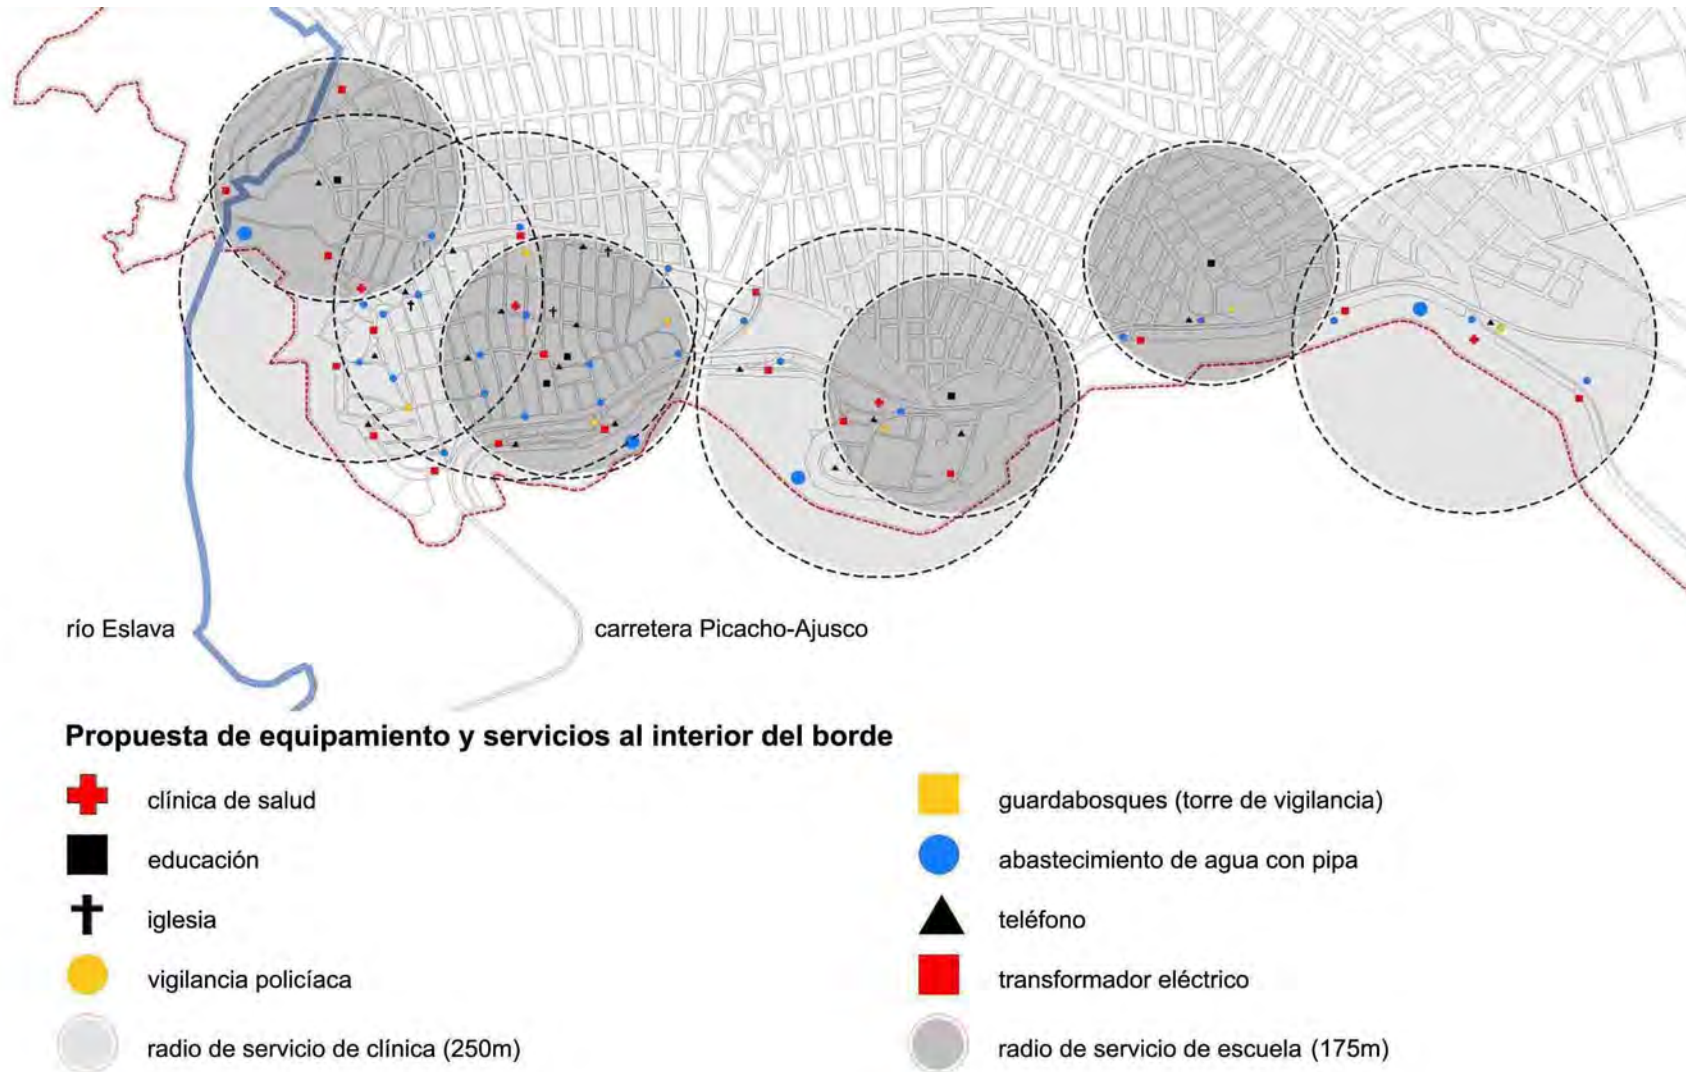 río Eslava
carretera Picacho-Ajusco
Propuesta de equipamiento y servicios al interior del borde
clínica de salud
educación
iglesia
vigilancia policíaca
radio de servicio de clínica (250m)
guardabosques (torre de vigilancia)
abastecimiento de agua con pipa
teléfono
transformador eléctrico
radio de servicio de escuela (175m)